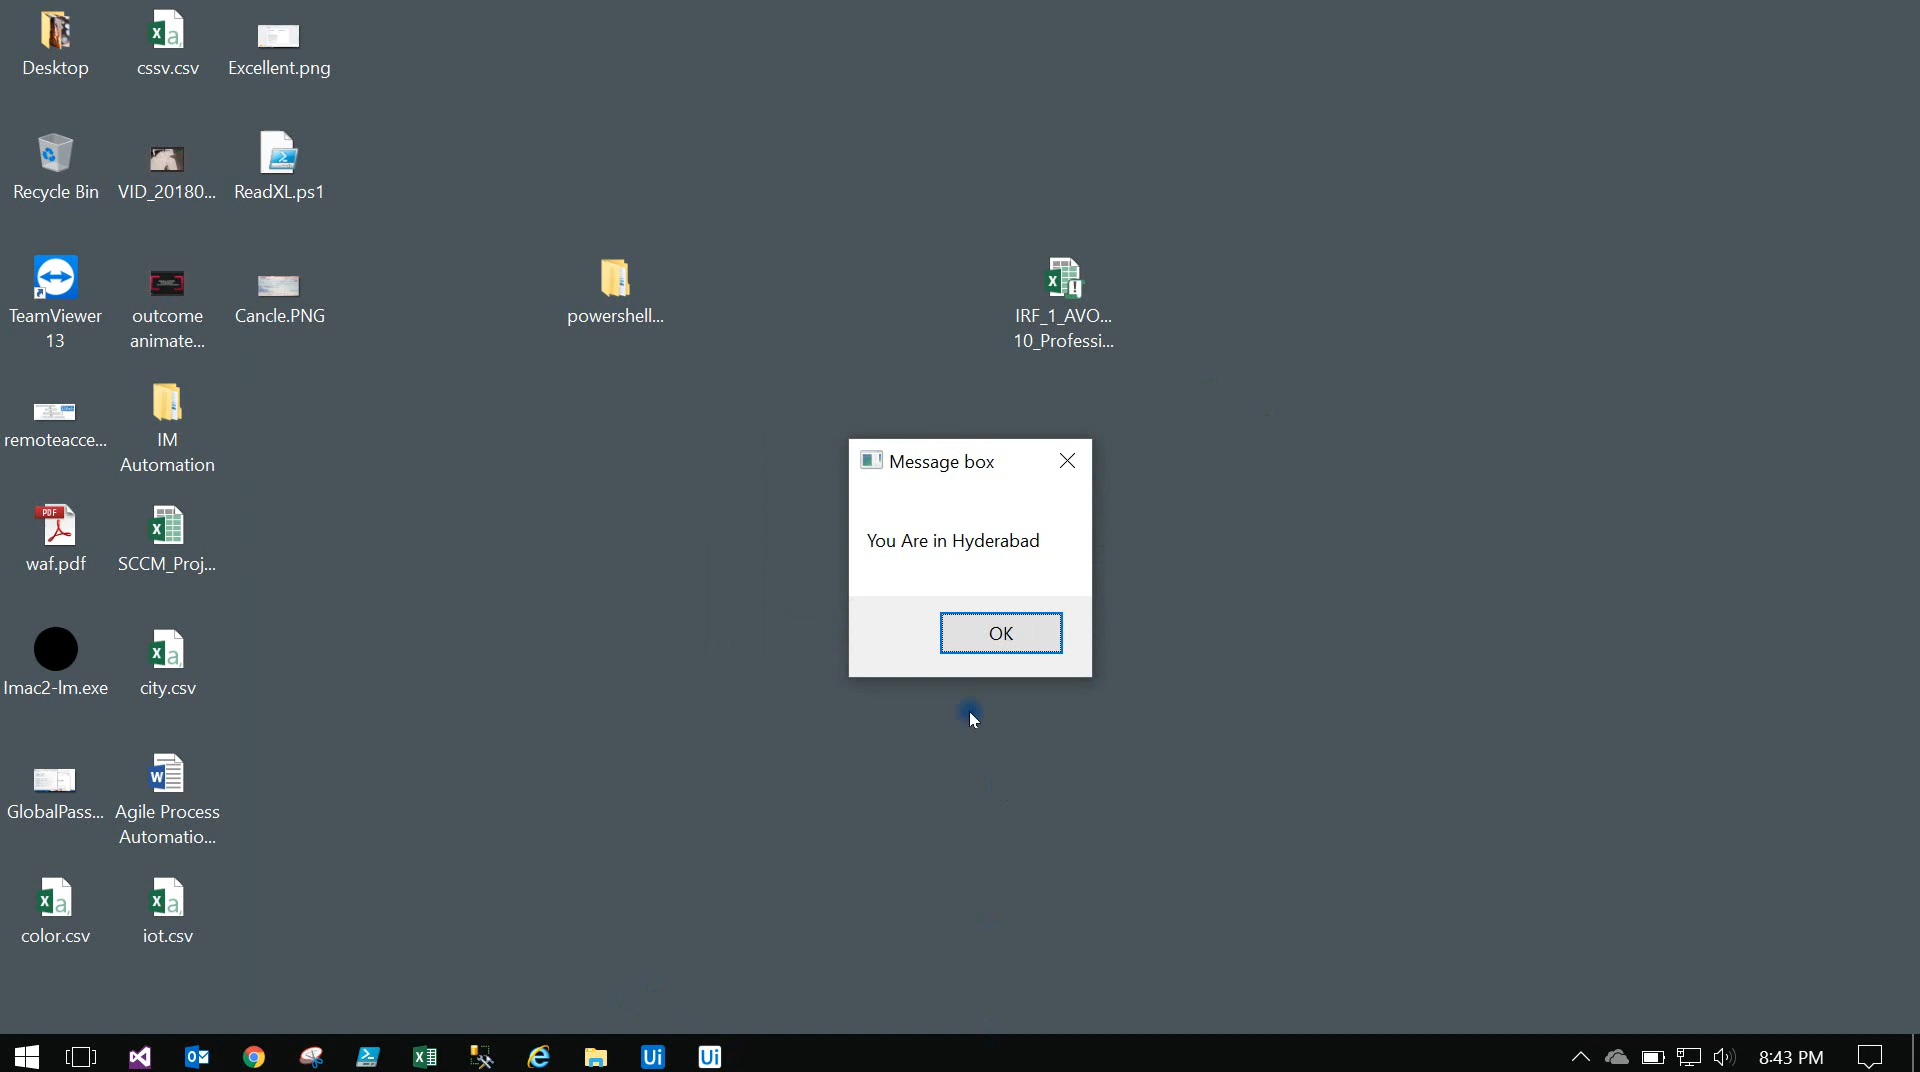 Desktop
cssv.csv
Excellent.png
Recycle Bin
VID_20180...
ReadXL.ps1
TeamViewer
13
outcome
animate...
Cancle.PNG
powershell...
IRF_1_AVO...
10_Professi...
remoteacce...
IM
Automation
Message box
You Are in Hyderabad
OK
waf.pdf
SCCM_Proj...
lmac2-lm.exe
city.csv
GlobalPass...
Agile Process
Automatio...
color.csv
iot.csv
8:43 PM